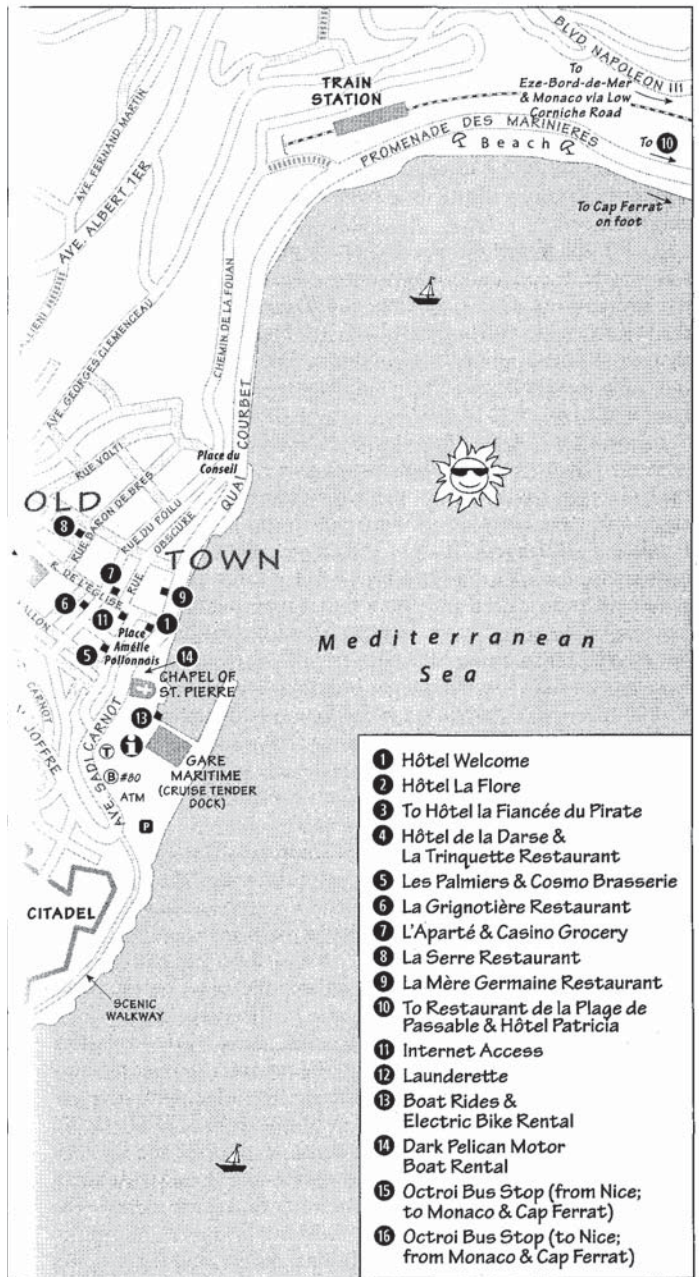 BLVD NAPOLEON III
TRAIN
STATION
To
Eze-Bord-de-Mer
& Monaco via Low
Corniche Road
PROMENADE DES MARINIERES
Beach
To 10
To Cap Ferrat
on foot
AVE. FERNAND MARTIN
AVE. ALBERT 1ER
AVE. GEORGES CLEMENCEAU
CHEMIN DE LA FOUAN
QUAI COURBET
Place du
Conseil
RUE VOLTI
RUE BARON DE BRES
RUE DU POILU
RUE OBSCURE
OLD
TOWN
8
7
R. DE L'EGLISE
9
6
11
1
Place
Amélie
Pollonnais
5
14
CHAPEL OF
ST. PIERRE
CARNOT
JOFFRE
AVE. SADI CARNOT
13
T
i
B #80
ATM
GARE
MARITIME
(CRUISE TENDER
DOCK)
P
CITADEL
SCENIC
WALKWAY
Mediterranean
Sea
1 Hôtel Welcome
2 Hôtel La Flore
3 To Hôtel la Fiancée du Pirate
4 Hôtel de la Darse &
La Trinquette Restaurant
5 Les Palmiers & Cosmo Brasserie
6 La Grignotière Restaurant
7 L'Aparté & Casino Grocery
8 La Serre Restaurant
9 La Mère Germaine Restaurant
10 To Restaurant de la Plage de
Passable & Hôtel Patricia
11 Internet Access
12 Launderette
13 Boat Rides &
Electric Bike Rental
14 Dark Pelican Motor
Boat Rental
15 Octroi Bus Stop (from Nice;
to Monaco & Cap Ferrat)
16 Octroi Bus Stop (to Nice;
from Monaco & Cap Ferrat)